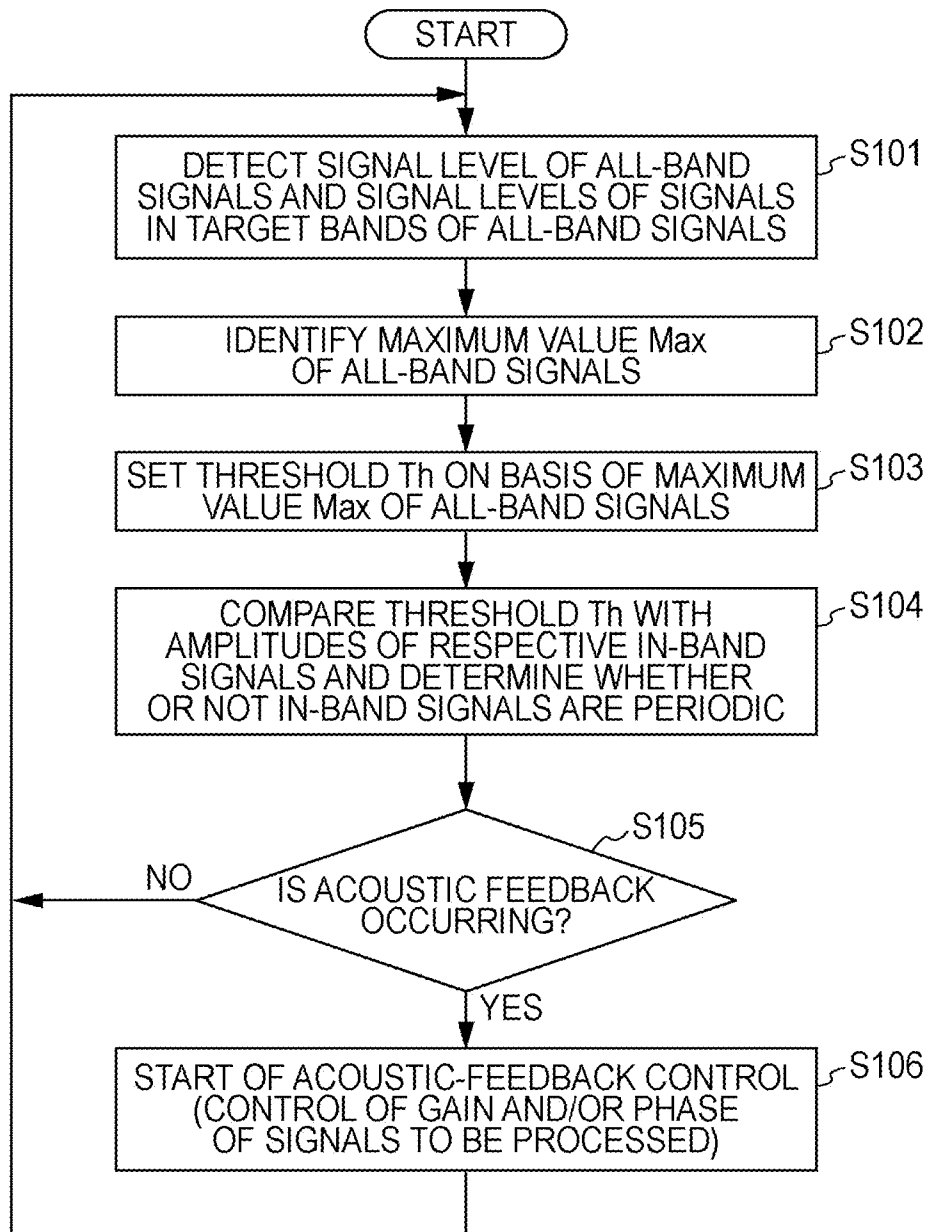 START
DETECT SIGNAL LEVEL OF ALL-BAND
SIGNALS AND SIGNAL LEVELS OF SIGNALS
IN TARGET BANDS OF ALL-BAND SIGNALS
S101
IDENTIFY MAXIMUM VALUE Max
OF ALL-BAND SIGNALS
S102
SET THRESHOLD Th ON BASIS OF MAXIMUM
VALUE Max OF ALL-BAND SIGNALS
S103
COMPARE THRESHOLD Th WITH
AMPLITUDES OF RESPECTIVE IN-BAND
SIGNALS AND DETERMINE WHETHER
OR NOT IN-BAND SIGNALS ARE PERIODIC
S104
S105
NO
IS ACOUSTIC FEEDBACK
OCCURRING?
YES
START OF ACOUSTIC-FEEDBACK CONTROL
(CONTROL OF GAIN AND/OR PHASE
OF SIGNALS TO BE PROCESSED)
S106